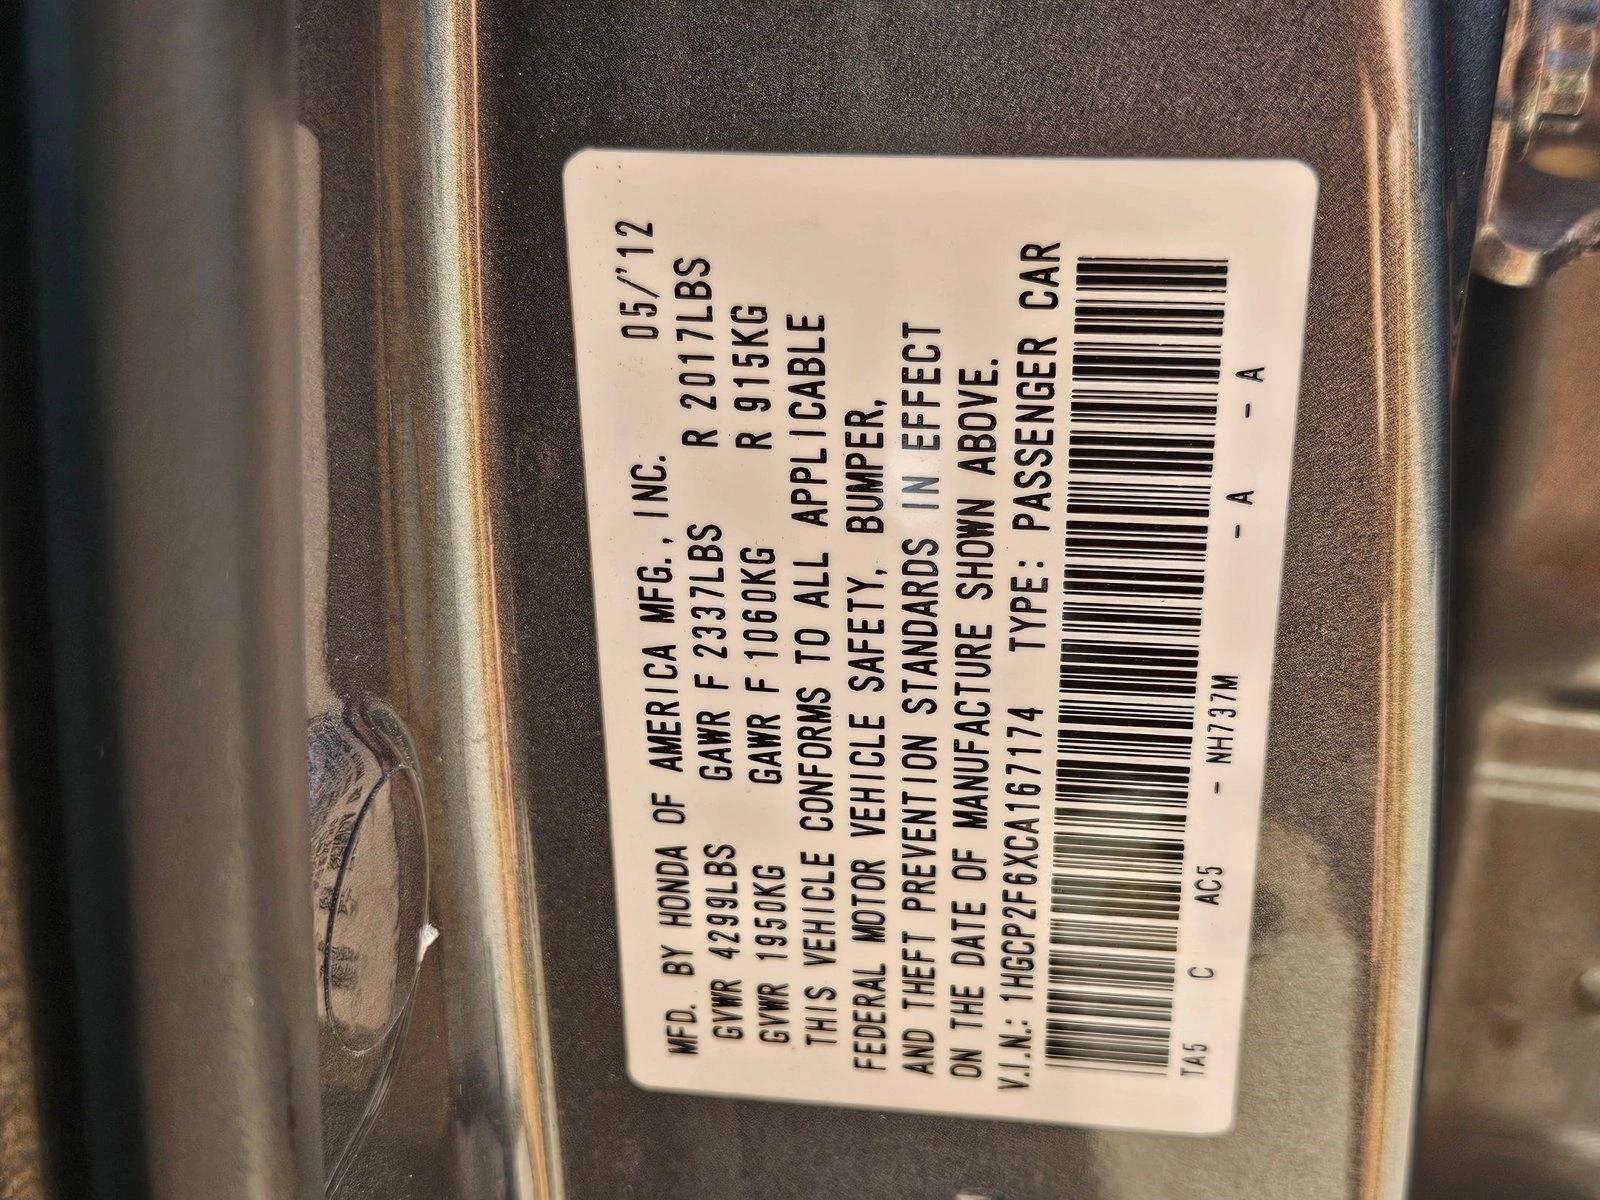 MFD. BY HONDA OF AMERICA MFG., INC. 05/'12
GVWR 4299LBS GAWR F 2337LBS R 2017LBS
GVWR 1950KG GAWR F 1060KG R 915KG
THIS VEHICLE CONFORMS TO ALL APPLICABLE
FEDERAL MOTOR VEHICLE SAFETY, BUMPER,
AND THEFT PREVENTION STANDARDS IN EFFECT
ON THE DATE OF MANUFACTURE SHOWN ABOVE.
V.I.N.: 1HGCP2F6XCA167174 TYPE: PASSENGER CAR
TA5 C AC5 - NH737M - A - A